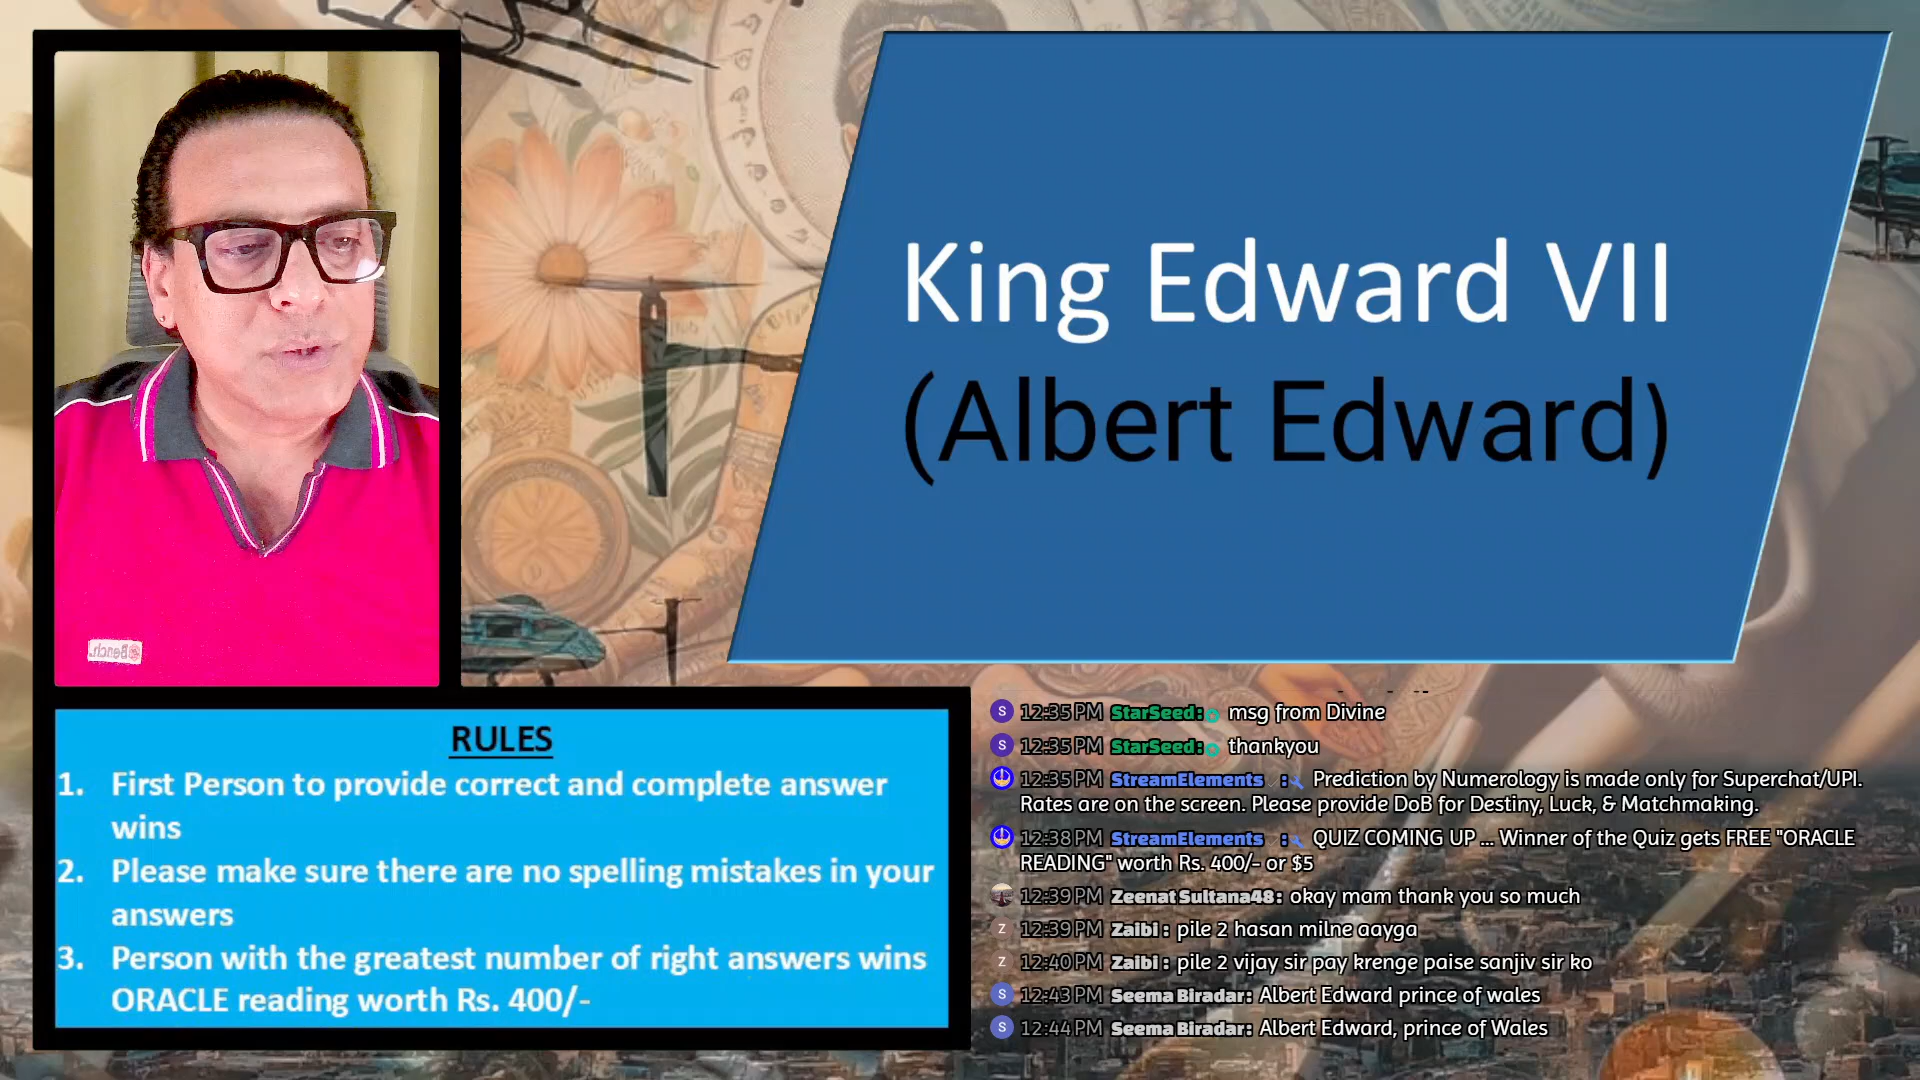 King Edward VII
(Albert Edward)
RULES
1. First Person to provide correct and complete answer
wins
2. Please make sure there are no spelling mistakes in your
answers
3. Person with the greatest number of right answers wins
ORACLE reading worth Rs. 400/-
S 12:35 PM StarSeed: msg from Divine
S 12:35 PM StarSeed: thankyou
12:35 PM StreamElements : Prediction by Numerology is made only for Superchat/UPI.
Rates are on the screen. Please provide DoB for Destiny, Luck, & Matchmaking.
12:38 PM StreamElements : QUIZ COMING UP ... Winner of the Quiz gets FREE "ORACLE
READING" worth Rs. 400/- or $5
12:39 PM Zeenat Sultana48: okay mam thank you so much
Z 12:39 PM Zaibi : pile 2 hasan milne aayga
Z 12:40 PM Zaibi : pile 2 vijay sir pay krenge paise sanjiv sir ko
S 12:43 PM Seema Biradar: Albert Edward prince of wales
S 12:44 PM Seema Biradar: Albert Edward, prince of Wales
Bench